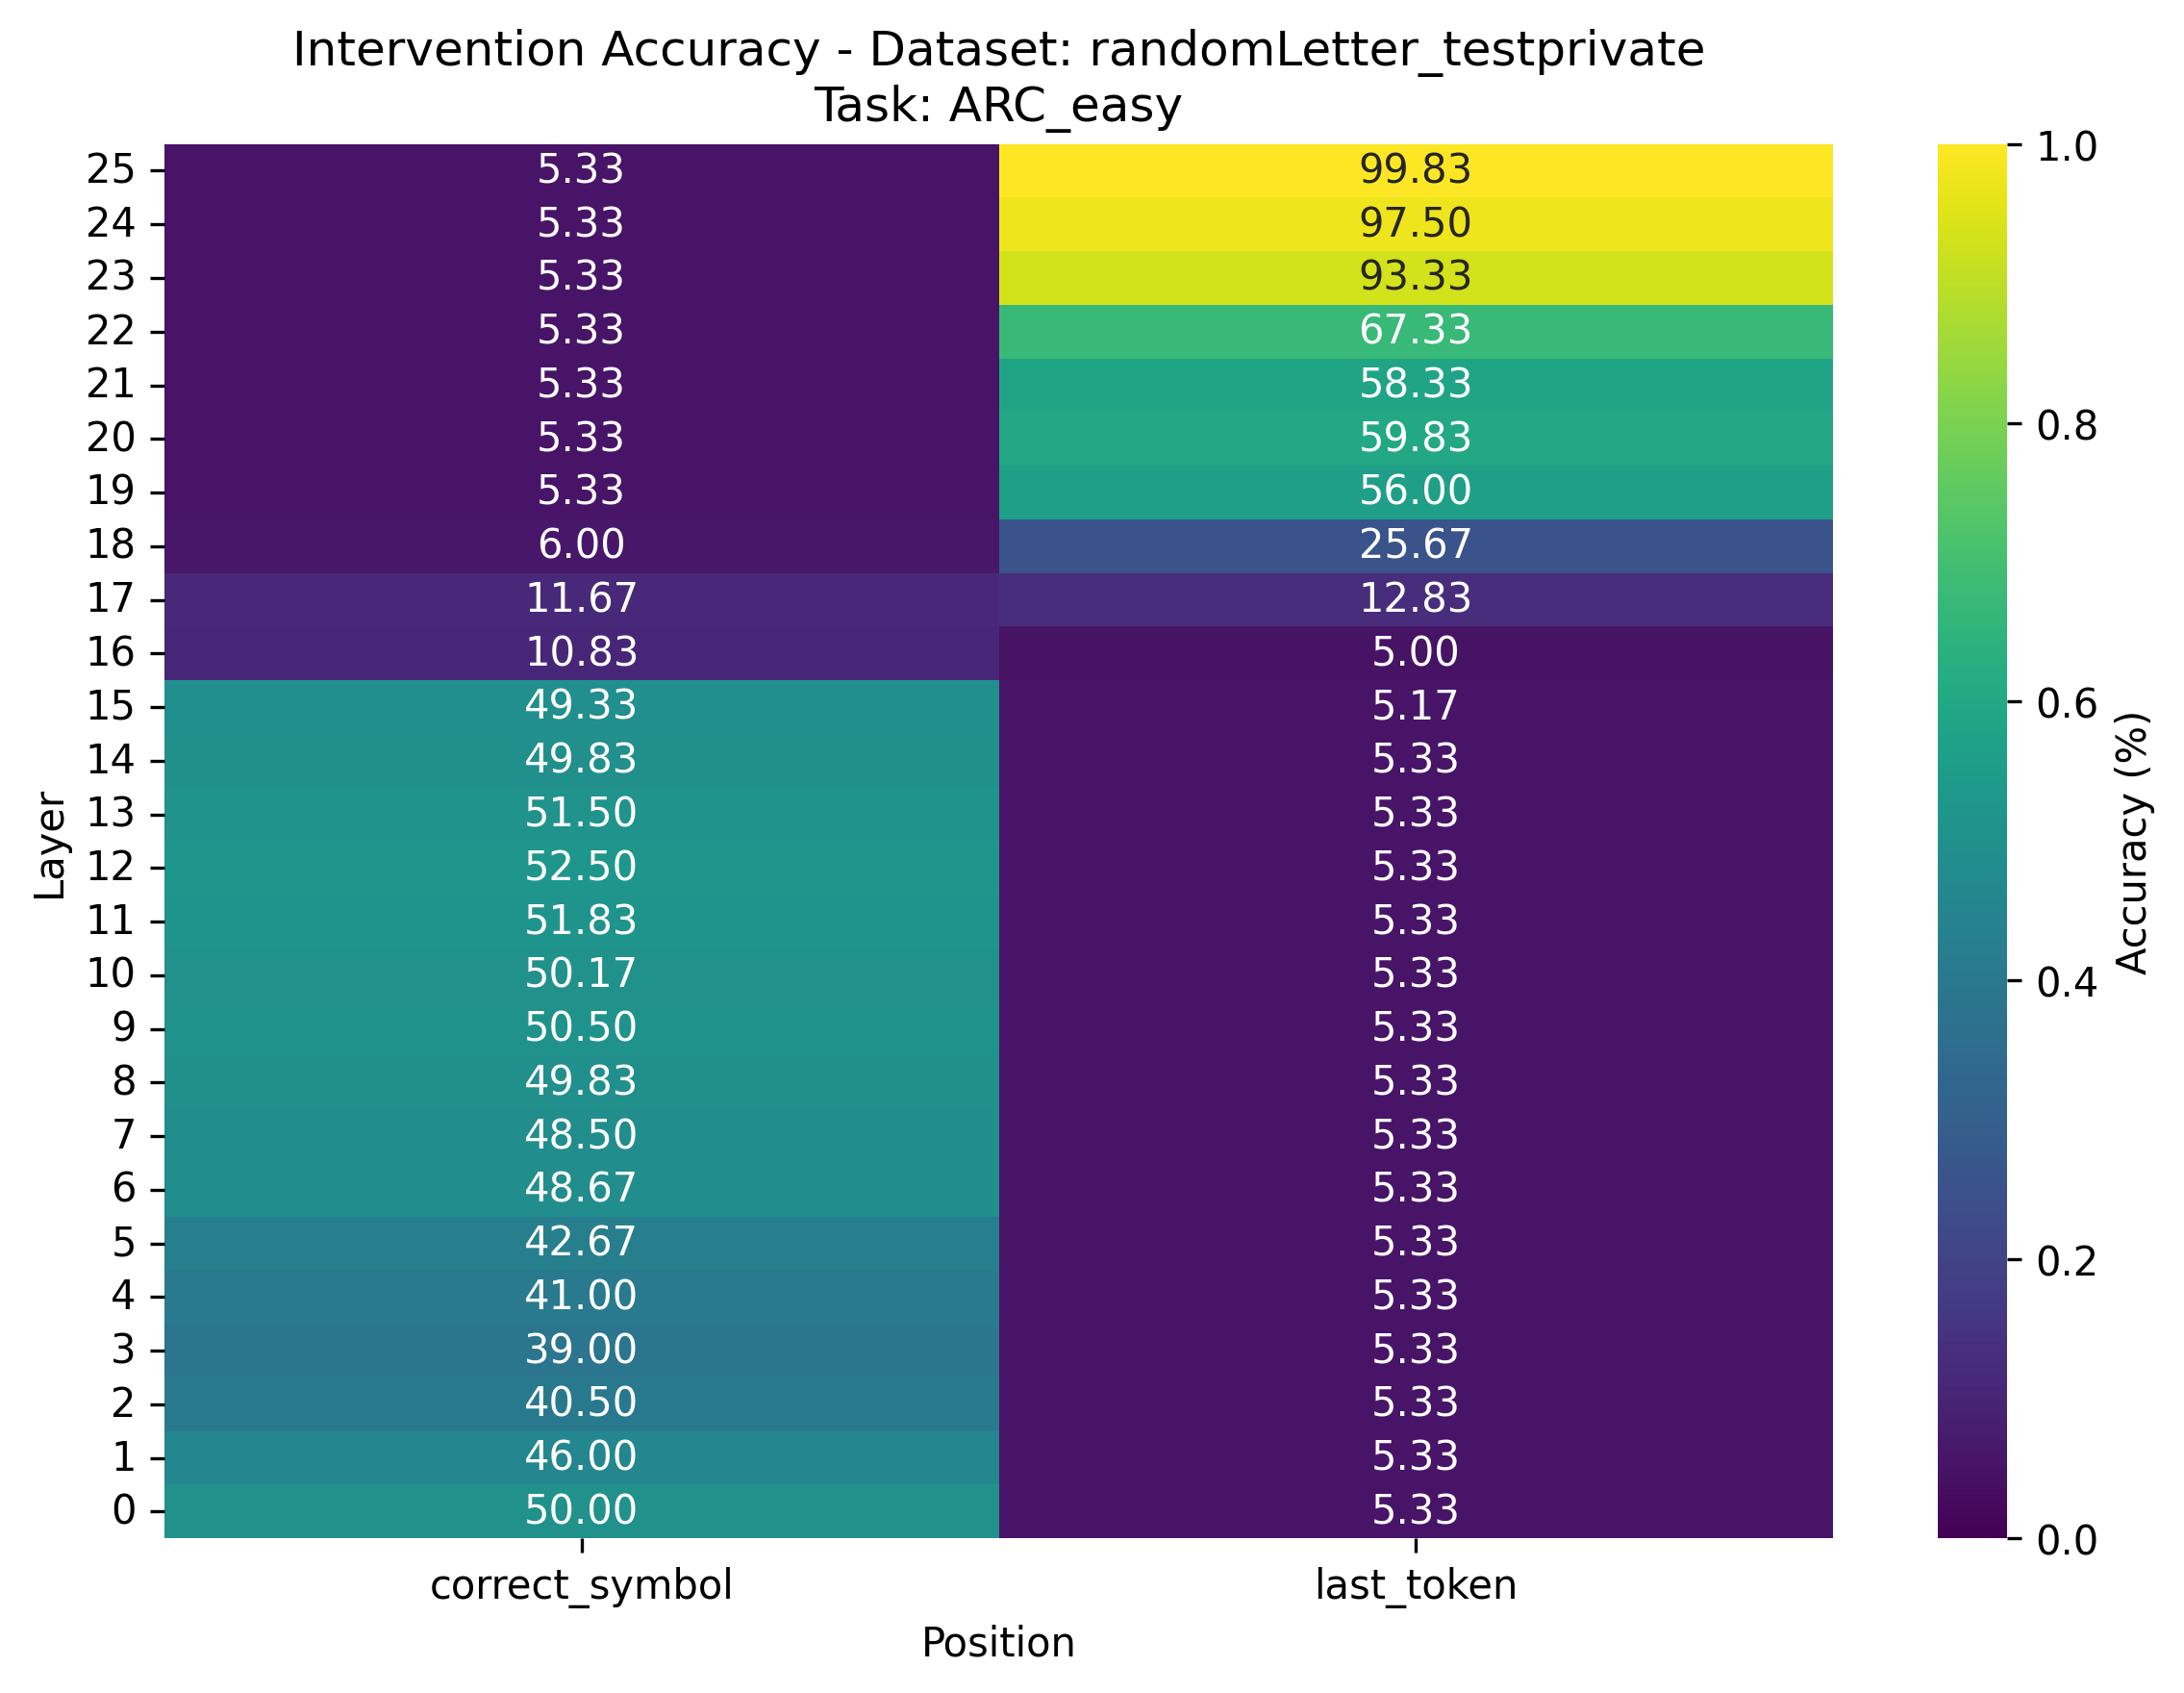 Intervention Accuracy - Dataset: randomLetter_testprivate
Task: ARC_easy
25 5.33 99.83 1.0
24 5.33 97.50
23 5.33 93.33
22 5.33 67.33
21 5.33 58.33
20 5.33 59.83 0.8
19 5.33 56.00
18 6.00 25.67
17 11.67 12.83
16 10.83 5.00
15 49.33 5.17 0.6
14 49.83 5.33
13 51.50 5.33
12 52.50 5.33
11 51.83 5.33
10 50.17 5.33 0.4
9 50.50 5.33
8 49.83 5.33
7 48.50 5.33
6 48.67 5.33
5 42.67 5.33 0.2
4 41.00 5.33
3 39.00 5.33
2 40.50 5.33
1 46.00 5.33
0 50.00 5.33 0.0
Layer
Accuracy (%)
correct_symbol last_token
Position